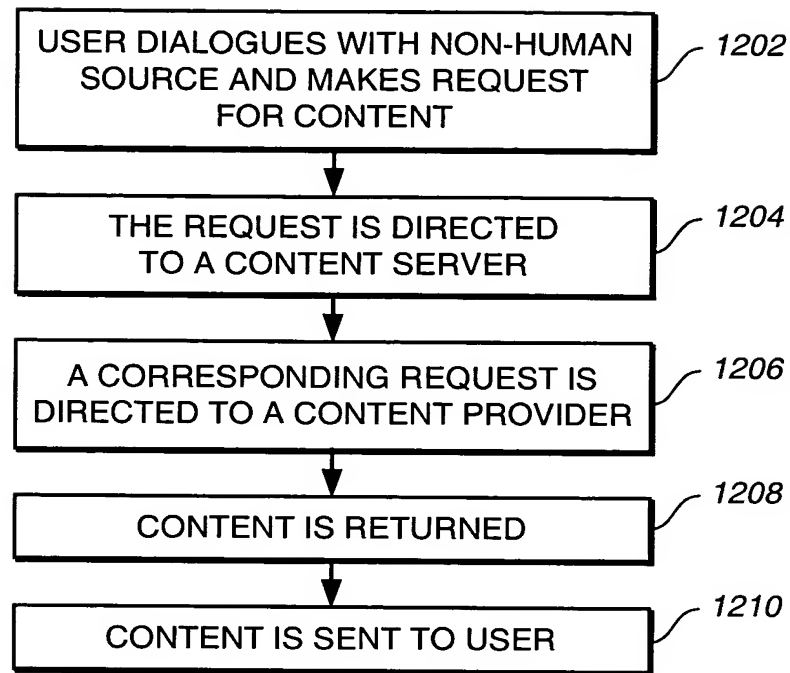 USER DIALOGUES WITH NON-HUMAN
SOURCE AND MAKES REQUEST
FOR CONTENT
1202
THE REQUEST IS DIRECTED
TO A CONTENT SERVER
1204
A CORRESPONDING REQUEST IS
DIRECTED TO A CONTENT PROVIDER
1206
CONTENT IS RETURNED
1208
CONTENT IS SENT TO USER
1210